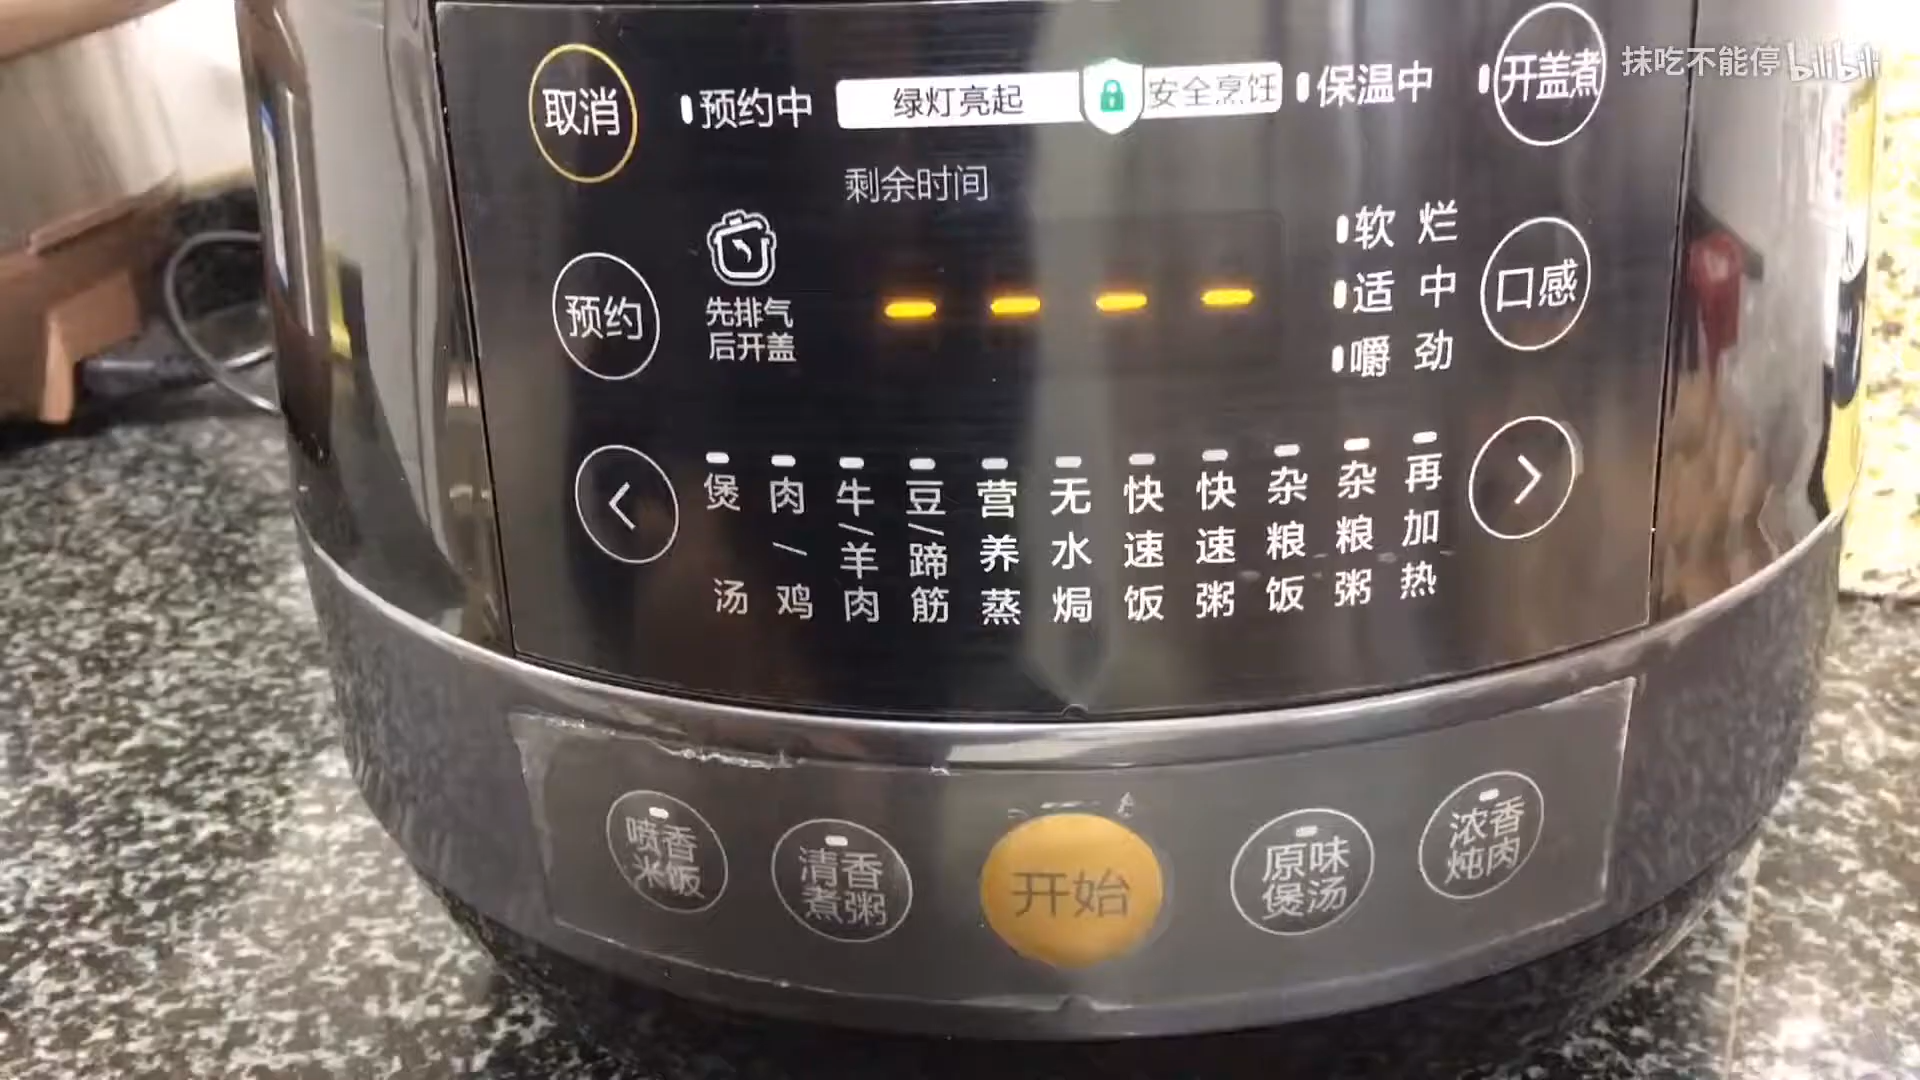 抹吃不能停 bilibili
取消
预约中
绿灯亮起
安全烹饪
保温中
开盖煮
剩余时间
先排气
后开盖
预约
软烂
适中
嚼劲
口感
煲汤
肉/鸡
牛/羊肉
豆/蹄筋
营养蒸
无水焗
快速饭
快速粥
杂粮饭
杂粮粥
再加热
喷香
米饭
清香
煮粥
开始
原味
煲汤
浓香
炖肉